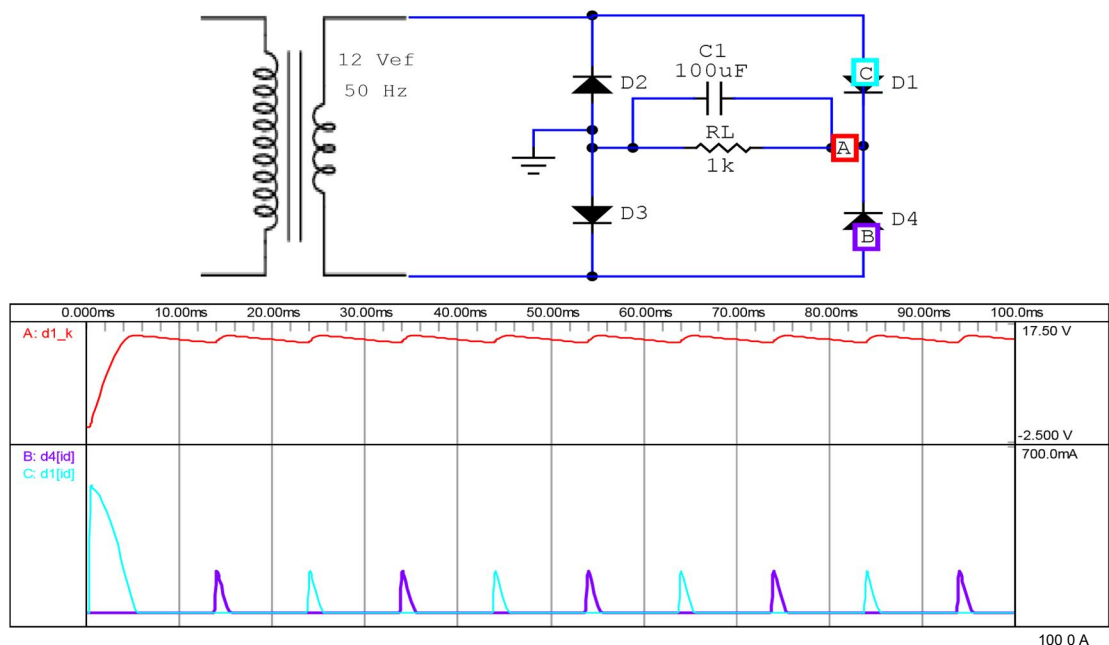 12 Vef
50 Hz
C1
100uF
D2
C
D1
RL
1k
A
D3
D4
B
0.000ms 10.00ms 20.00ms 30.00ms 40.00ms 50.00ms 60.00ms 70.00ms 80.00ms 90.00ms 100.0ms
A: d1_k
17.50 V
-2.500 V
B: d4[id]
700.0mA
C: d1[id]
100 0 A